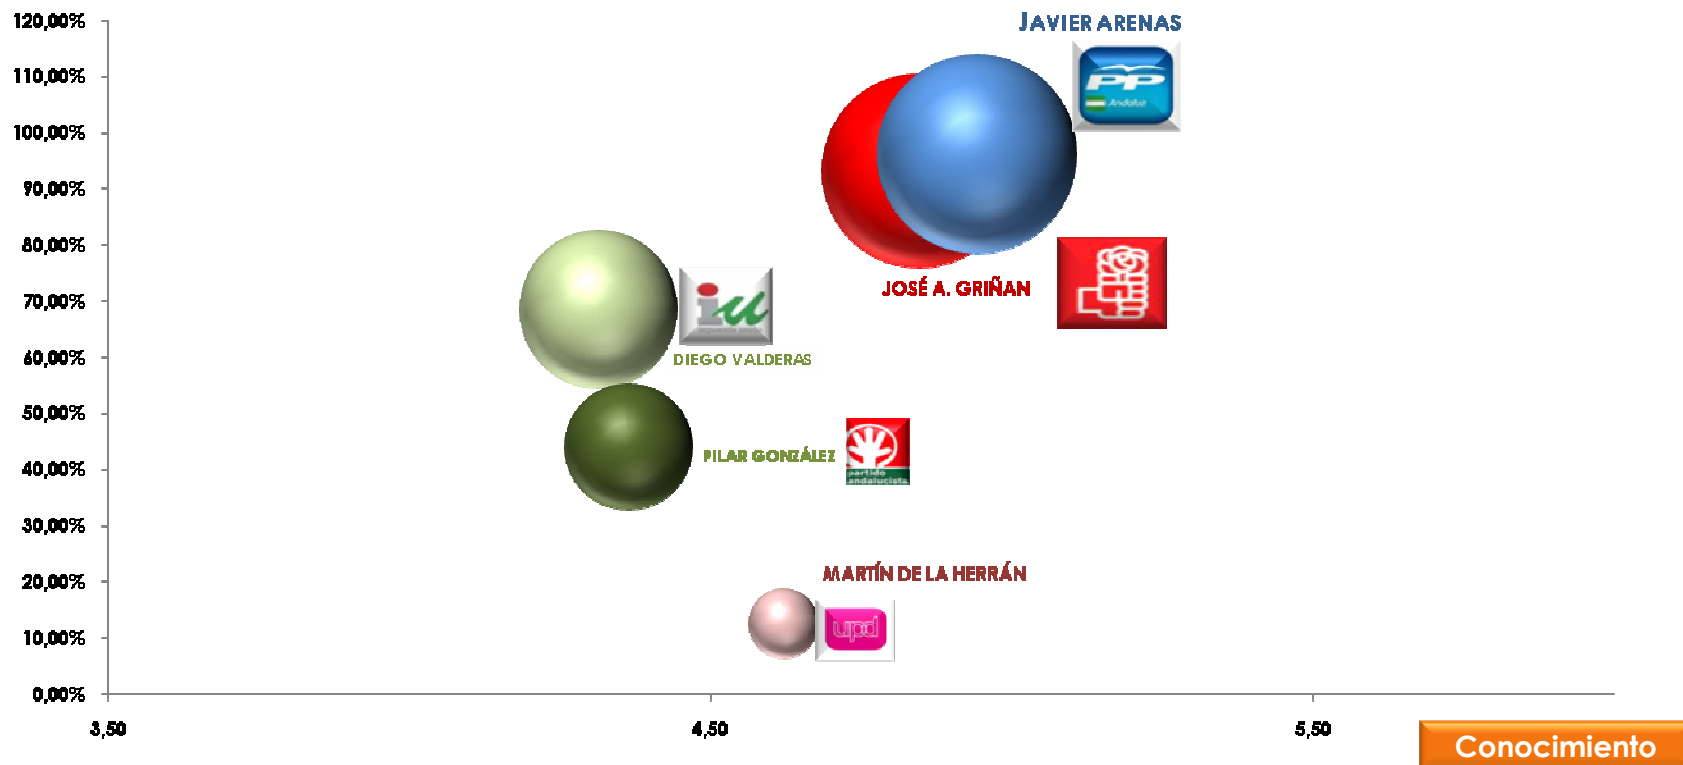 120,00%
JAVIER ARENAS
110,00%
PP
Andaluz
100,00%
90,00%
80,00%
JOSÉ A. GRIÑAN
70,00%
iu
60,00%
DIEGO VALDERAS
50,00%
PILAR GONZÁLEZ
partido
andalucista
40,00%
30,00%
20,00%
MARTÍN DE LA HERRÁN
upd
10,00%
0,00%
3,50
4,50
5,50
Conocimiento